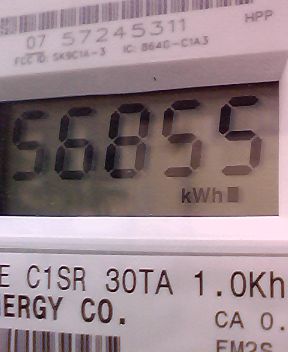 07 57245311 HPP
FCC ID: SK9C1A-3 IC: 864G-C1A3
56855
kWh
E C1SR 30TA 1.0Kh
ERGY CO.
CA 0.
EM2S